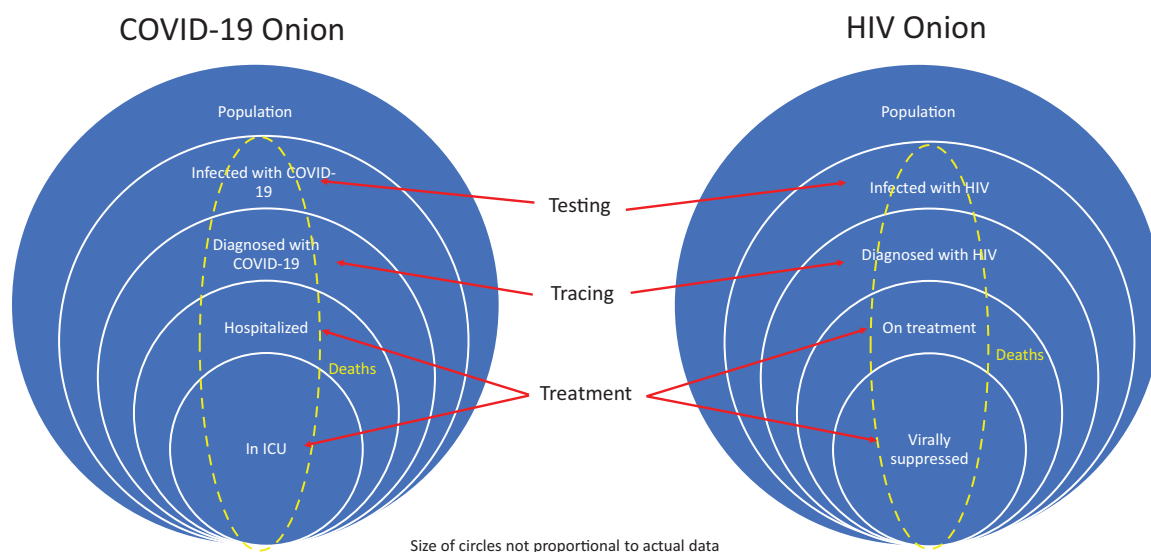 COVID-19 Onion
HIV Onion
Population
Population
Infected with COVID-
19
Testing
Infected with HIV
Diagnosed with
COVID-19
Tracing
Diagnosed with HIV
Hospitalized
On treatment
Deaths
Deaths
Treatment
In ICU
Virally
suppressed
Size of circles not proportional to actual data